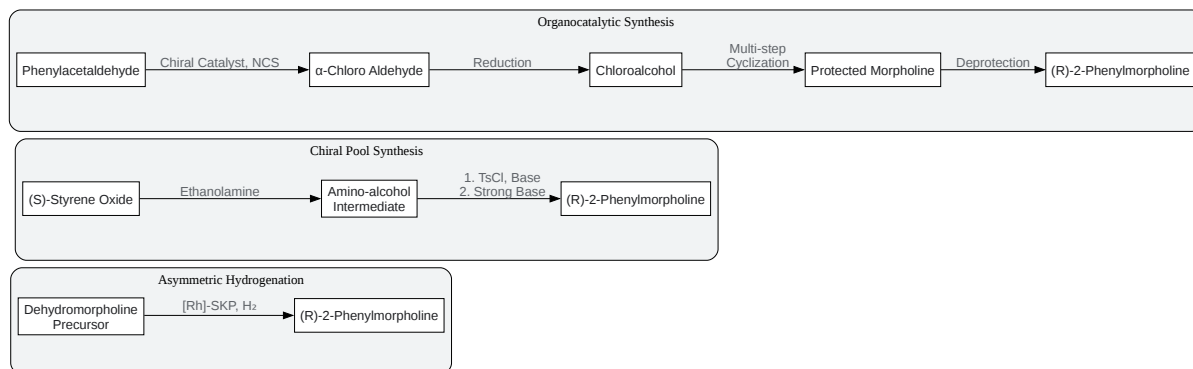 Organocatalytic Synthesis
Phenylacetaldehyde
Chiral Catalyst, NCS
α-Chloro Aldehyde
Reduction
Chloroalcohol
Multi-step
Cyclization
Protected Morpholine
Deprotection
(R)-2-Phenylmorpholine
Chiral Pool Synthesis
(S)-Styrene Oxide
Ethanolamine
Amino-alcohol
Intermediate
1. TsCl, Base
2. Strong Base
(R)-2-Phenylmorpholine
Asymmetric Hydrogenation
Dehydromorpholine
Precursor
[Rh]-SKP, H₂
(R)-2-Phenylmorpholine